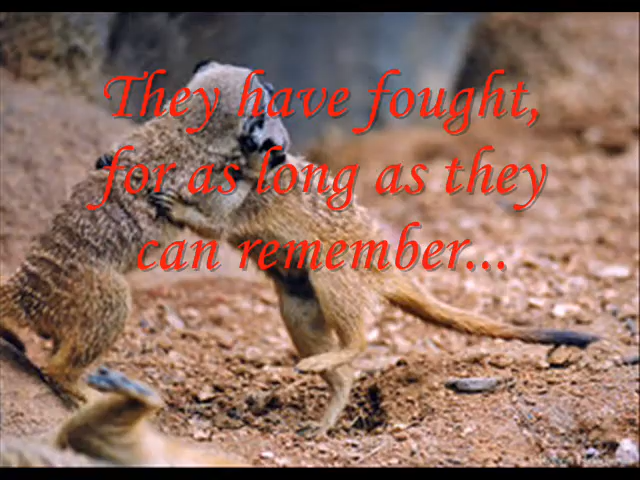 They have fought,
for as long as they
can remember...